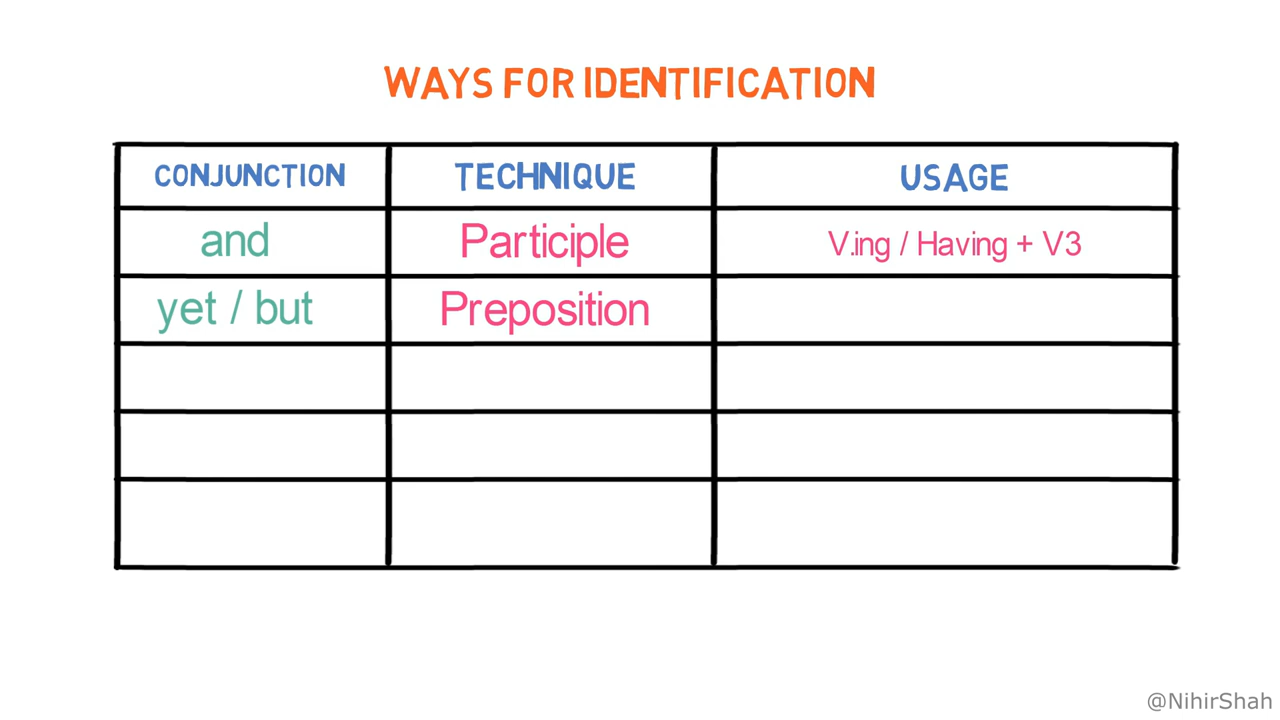 WAYS FOR IDENTIFICATION
CONJUNCTION TECHNIQUE USAGE
and Participle V.ing / Having + V3
yet / but Preposition
@NihirShah